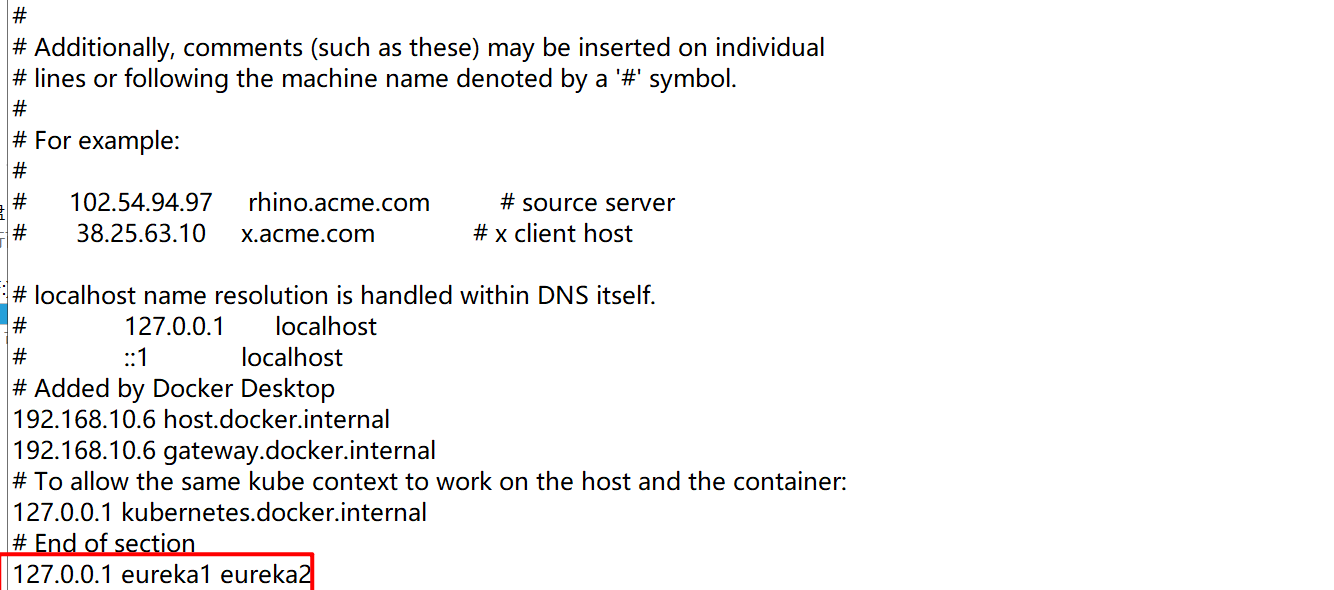 #
# Additionally, comments (such as these) may be inserted on individual
# lines or following the machine name denoted by a '#' symbol.
#
# For example:
#
#      102.54.94.97     rhino.acme.com          # source server
#       38.25.63.10     x.acme.com              # x client host
# localhost name resolution is handled within DNS itself.
#	127.0.0.1       localhost
#	::1             localhost
# Added by Docker Desktop
192.168.10.6 host.docker.internal
192.168.10.6 gateway.docker.internal
# To allow the same kube context to work on the host and the container:
127.0.0.1 kubernetes.docker.internal
# End of section
127.0.0.1 eureka1 eureka2